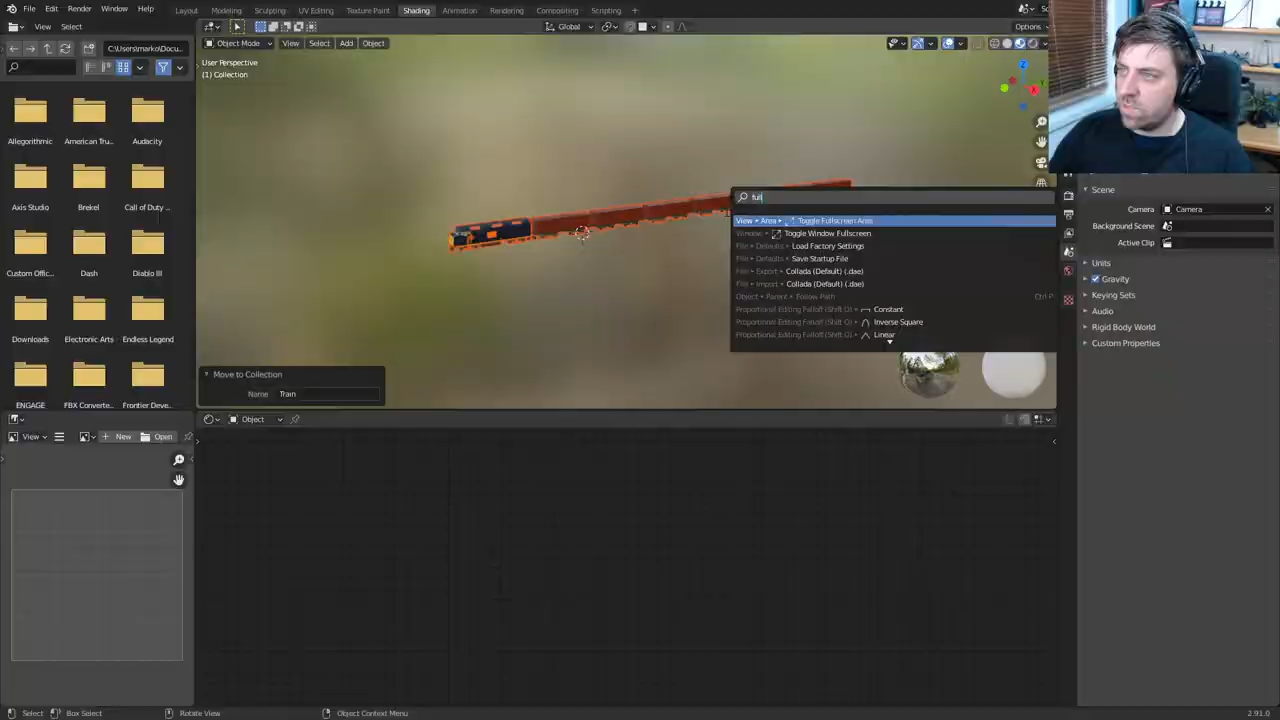 File Edit Render Window Help
Layout Modeling Sculpting UV Editing Texture Paint Shading Animation Rendering Compositing Scripting +
View Select
Global
Options
C:\Users\marko\Docu...
Object Mode View Select Add Object
User Perspective
(1) Collection
Z
Y
X
Allegorithmic American Tru... Audacity
Axis Studio Brekel Call of Duty ...
Custom Offic... Dash Diablo III
Downloads Electronic Arts Endless Legend
ENGAGE FBX Converte... Frontier Deve...
full
View ▸ Area ▸ Toggle Fullscreen Area
Window ▸ Toggle Window Fullscreen
File ▸ Defaults ▸ Load Factory Settings
File ▸ Defaults ▸ Save Startup File
File ▸ Export ▸ Collada (Default) (.dae)
File ▸ Import ▸ Collada (Default) (.dae)
Object ▸ Parent ▸ Follow Path Ctrl P
Proportional Editing Falloff (Shift O) ▸ Constant
Proportional Editing Falloff (Shift O) ▸ Inverse Square
Proportional Editing Falloff (Shift O) ▸ Linear
Scene
Camera Camera
Background Scene
Active Clip
Units
Gravity
Keying Sets
Audio
Rigid Body World
Custom Properties
Move to Collection
Name Train
Object
View New Open
Select Box Select Rotate View Object Context Menu 2.91.0